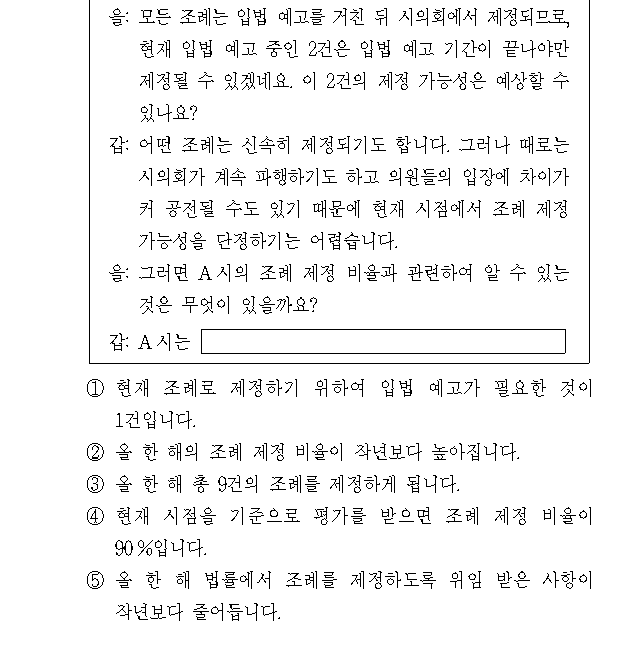 을: 모든 조례는 입법 예고를 거친 뒤 시의회에서 제정되므로,
현재 입법 예고 중인 2건은 입법 예고 기간이 끝나야만
제정될 수 있겠네요. 이 2건의 제정 가능성은 예상할 수
있나요?
갑: 어떤 조례는 신속히 제정되기도 합니다. 그러나 때로는
시의회가 계속 파행하기도 하고 의원들의 입장에 차이가
커 공전될 수도 있기 때문에 현재 시점에서 조례 제정
가능성을 단정하기는 어렵습니다.
을: 그러면 A시의 조례 제정 비율과 관련하여 알 수 있는
것은 무엇이 있을까요?
갑: A시는
① 현재 조례로 제정하기 위하여 입법 예고가 필요한 것이
1건입니다.
② 올 한 해의 조례 제정 비율이 작년보다 높아집니다.
③ 올 한 해 총 9건의 조례를 제정하게 됩니다.
④ 현재 시점을 기준으로 평가를 받으면 조례 제정 비율이
90%입니다.
⑤ 올 한 해 법률에서 조례를 제정하도록 위임 받은 사항이
작년보다 줄어듭니다.